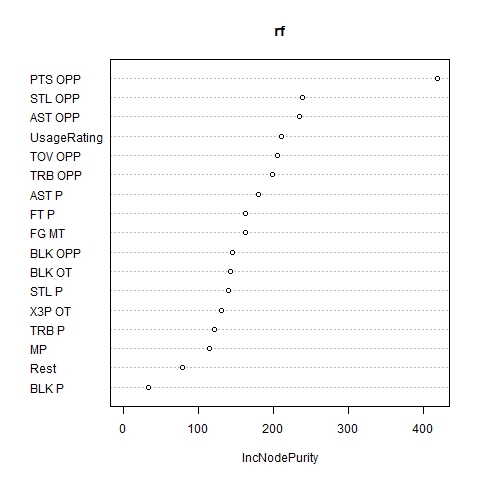 rf
PTS OPP
STL OPP
AST OPP
UsageRating
TOV OPP
TRB OPP
AST P
FT P
FG MT
BLK OPP
BLK OT
STL P
X3P OT
TRB P
MP
Rest
BLK P
0 100 200 300 400
IncNodePurity